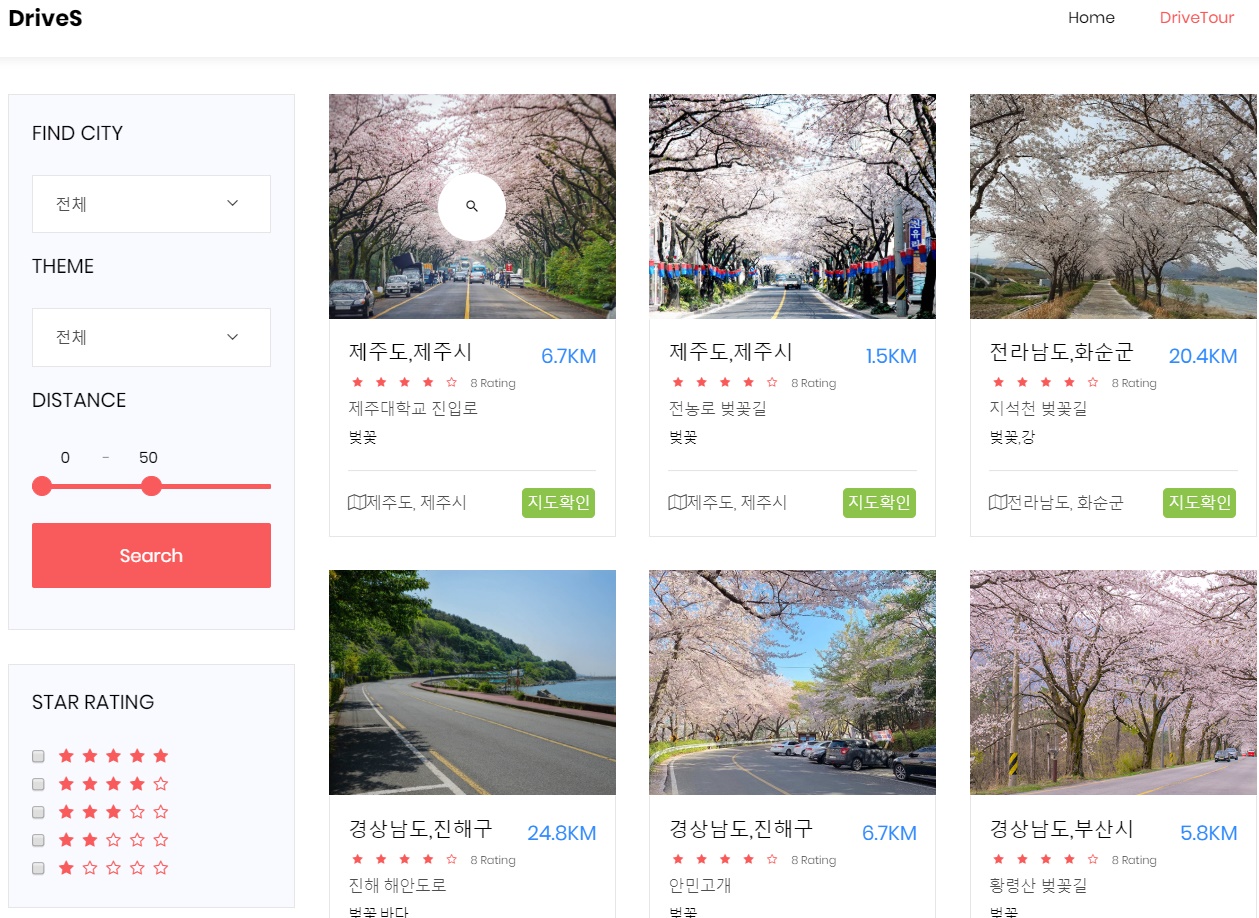 DriveS
Home
DriveTour
FIND CITY
전체
THEME
전체
DISTANCE
0 - 50
Search
STAR RATING
제주도,제주시
6.7KM
8 Rating
제주대학교 진입로
벚꽃
제주도, 제주시
지도확인
제주도,제주시
1.5KM
8 Rating
전농로 벚꽃길
벚꽃
제주도, 제주시
지도확인
전라남도,화순군
20.4KM
8 Rating
지석천 벚꽃길
벚꽃,강
전라남도, 화순군
지도확인
경상남도,진해구
24.8KM
8 Rating
진해 해안도로
벚꽃,바다
경상남도,진해구
6.7KM
8 Rating
안민고개
벚꽃
경상남도,부산시
5.8KM
8 Rating
황령산 벚꽃길
벚꽃